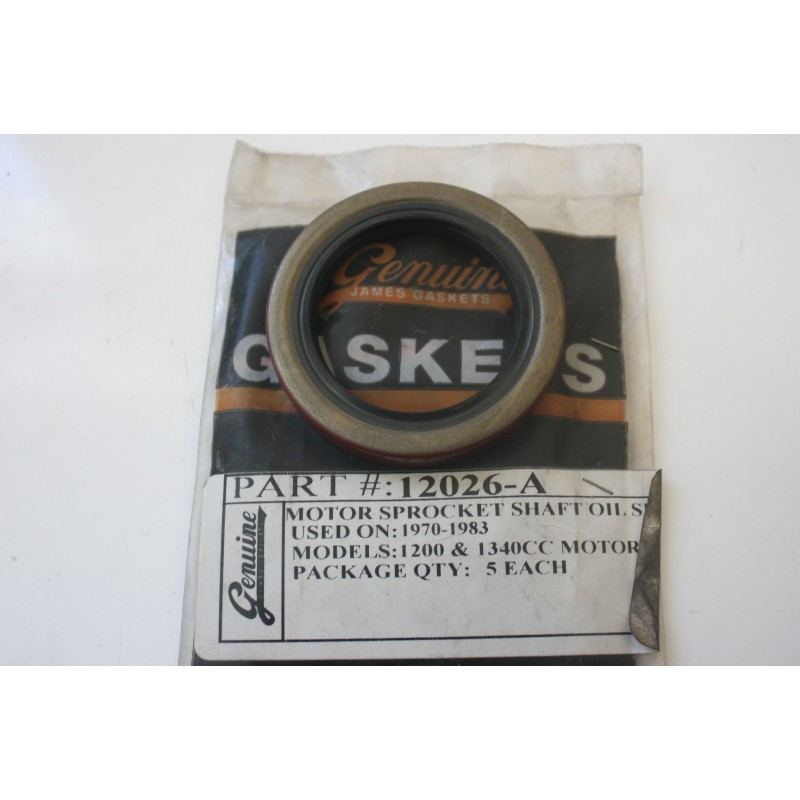 Genuine
JAMES GASKETS
GASKETS
PART #:12026-A
Genuine
MOTOR SPROCKET SHAFT OIL
USED ON: 1970-1983
MODELS: 1200 & 1340CC MOTOR
PACKAGE QTY: 5 EACH